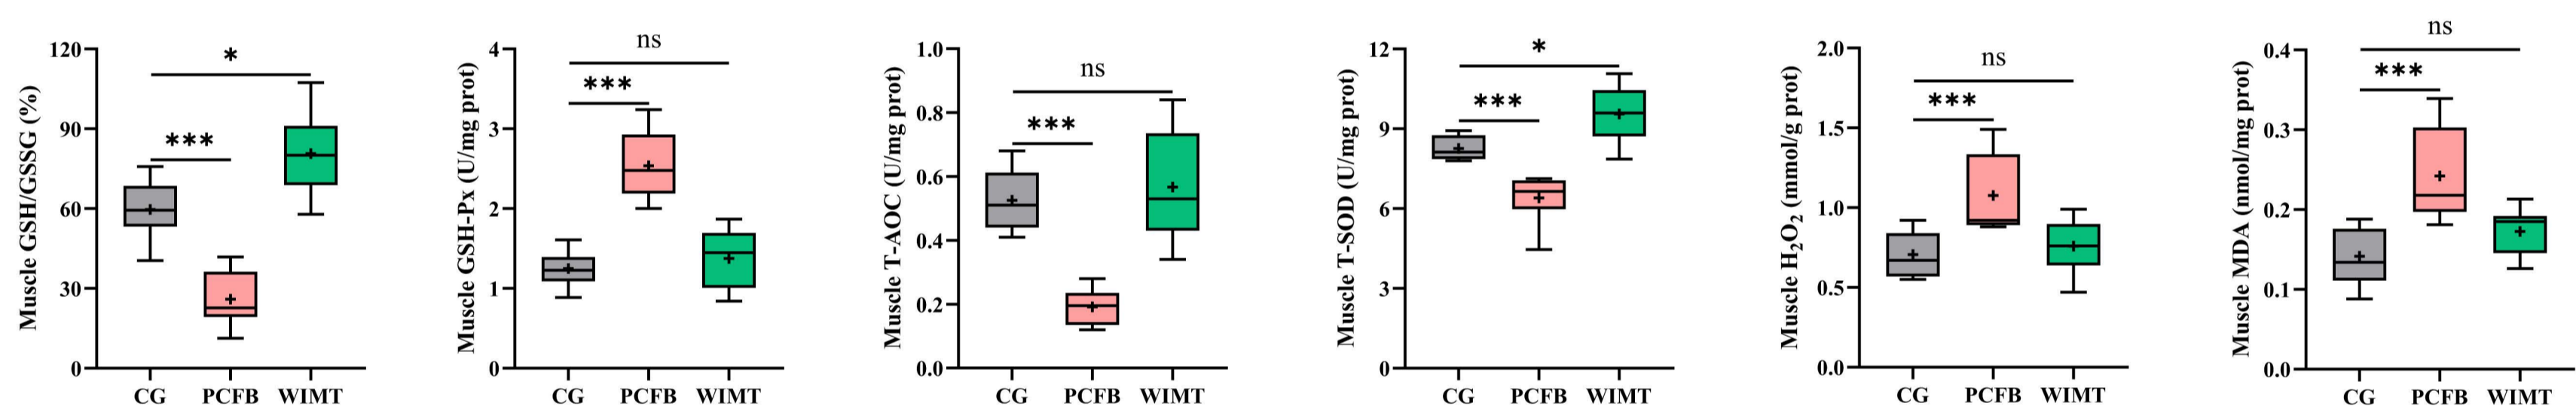 Muscle GSH/GSSG (%)
120
90
60
30
0
*
***
CG PCFB WIMT
Muscle GSH-Px (U/mg prot)
4
3
2
1
0
ns
***
CG PCFB WIMT
Muscle T-AOC (U/mg prot)
1.0
0.8
0.6
0.4
0.2
0.0
ns
***
CG PCFB WIMT
Muscle T-SOD (U/mg prot)
12
9
6
3
0
*
***
CG PCFB WIMT
Muscle H₂O₂ (mmol/g prot)
2.0
1.5
1.0
0.5
0.0
ns
***
CG PCFB WIMT
Muscle MDA (nmol/mg prot)
0.4
0.3
0.2
0.1
0.0
ns
***
CG PCFB WIMT